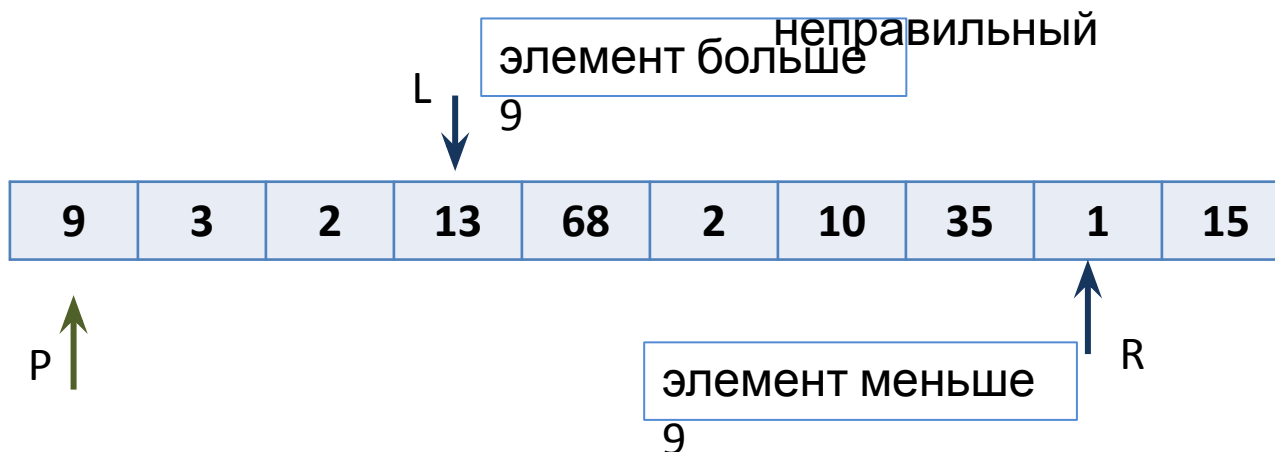 неправильный
элемент больше
9
L
9 3 2 13 68 2 10 35 1 15
P
R
элемент меньше
9